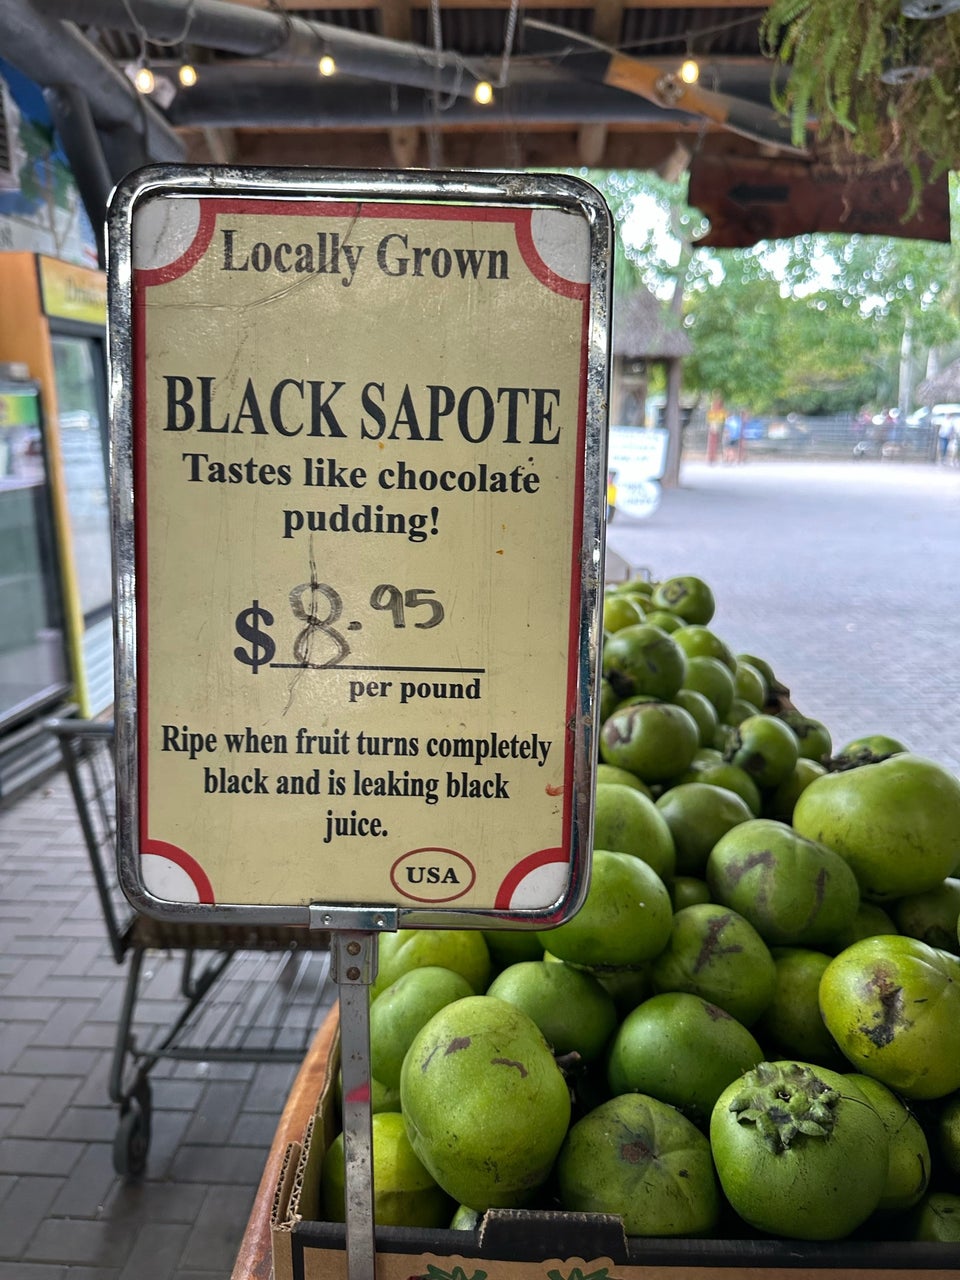 Locally Grown
BLACK SAPOTE
Tastes like chocolate
pudding!
$8.95
per pound
Ripe when fruit turns completely
black and is leaking black
juice.
USA